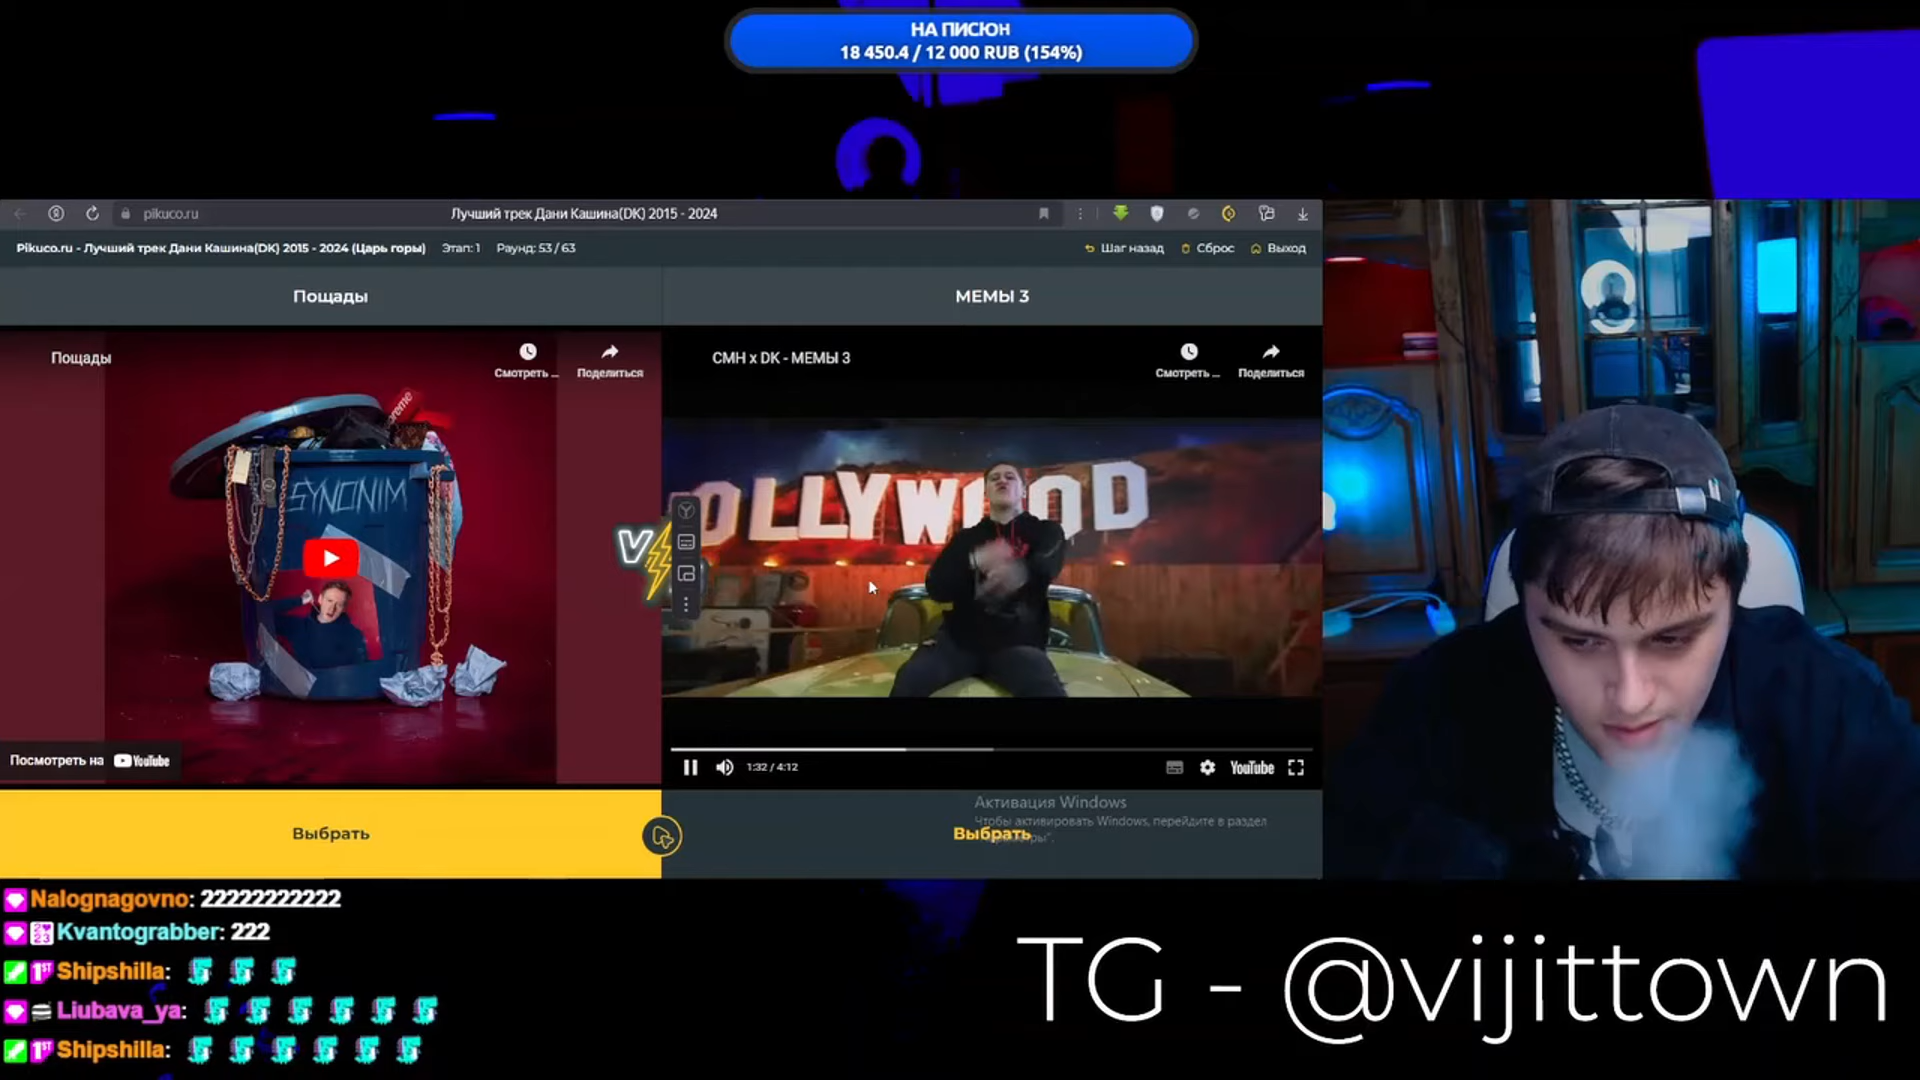 НА ПИСЮН
18 450.4 / 12 000 RUB (154%)
pikuco.ru
Лучший трек Дани Кашина(DK) 2015 - 2024
Pikuco.ru - Лучший трек Дани Кашина(DK) 2015 - 2024 (Царь горы)
Этап: 1
Раунд: 53 / 63
Шаг назад
Сброс
Выход
Пощады
МЕМЫ 3
Пощады
Смотреть ...
Поделиться
CMH x DK - МЕМЫ 3
Смотреть ...
Поделиться
SYNONIM
OLLYWOOD
V
Посмотреть на YouTube
1:32 / 4:12
YouTube
Выбрать
Выбрать
Активация Windows
Чтобы активировать Windows, перейдите в раздел
Nalognagovno: 22222222222
Kvantograbber: 222
1ST Shipshilla:
Liubava_ya:
1ST Shipshilla:
TG - @vijittown